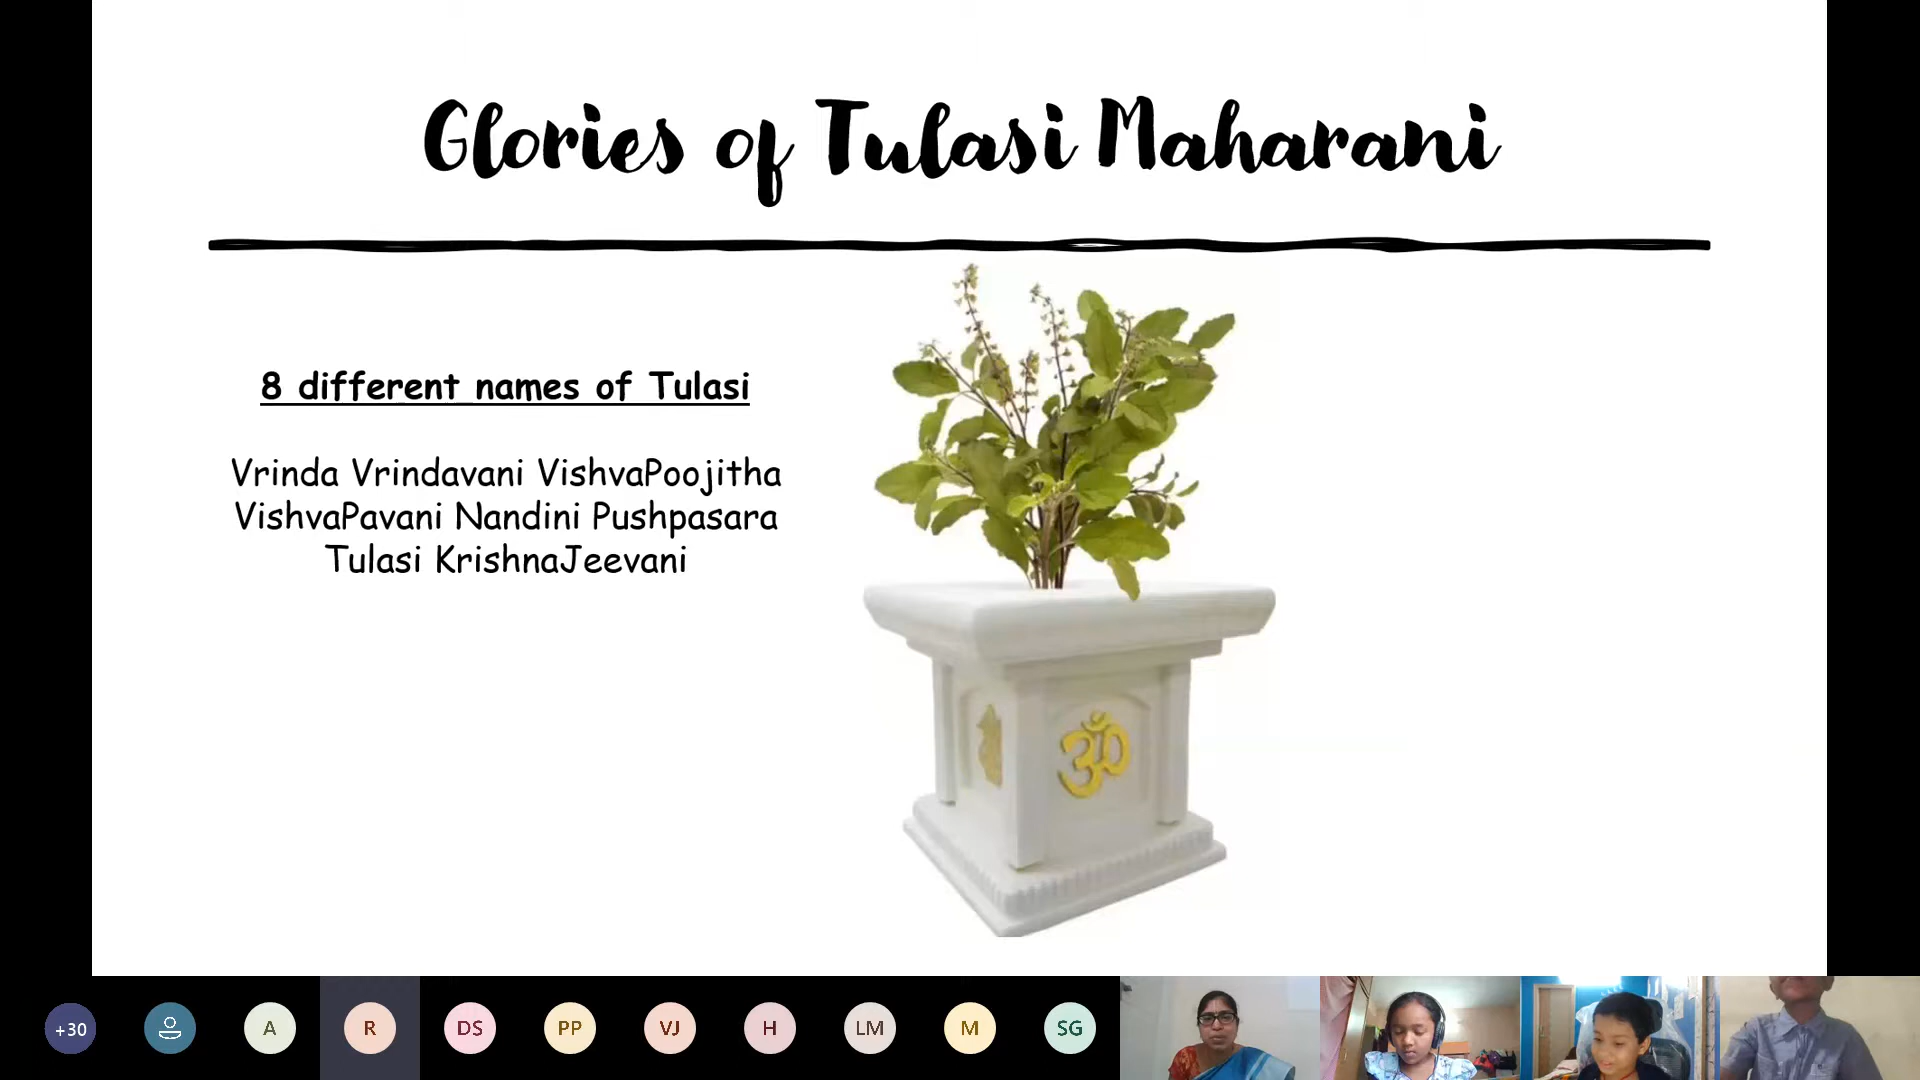 Glories of Tulasi Maharani
8 different names of Tulasi
Vrinda Vrindavani VishvaPoojitha
VishvaPavani Nandini Pushpasara
Tulasi KrishnaJeevani
ॐ
+30
A
R
DS
PP
VJ
H
LM
M
SG